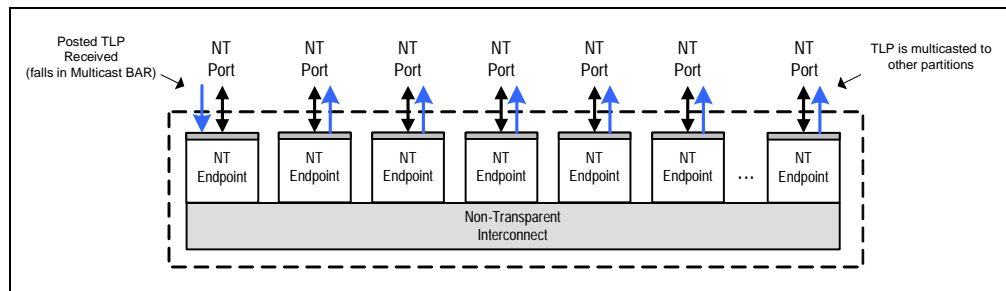 Posted TLP
Received
(falls in Multicast BAR)
NT
Port
NT
Port
NT
Port
NT
Port
NT
Port
NT
Port
NT
Port
TLP is multicasted to
other partitions
NT
Endpoint
NT
Endpoint
NT
Endpoint
NT
Endpoint
NT
Endpoint
NT
Endpoint
...
NT
Endpoint
Non-Transparent
Interconnect